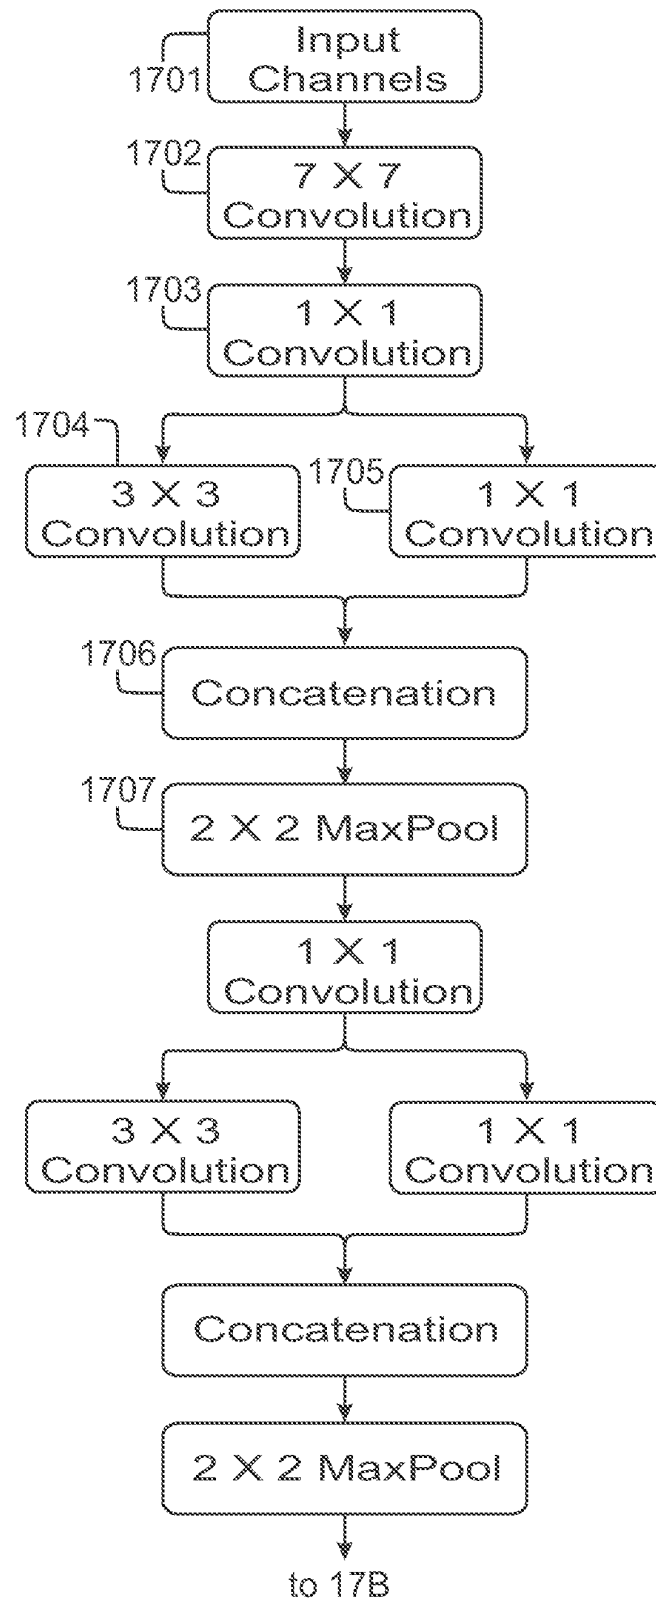 Input
Channels
1701
1702
7 X 7
Convolution
1703
1 X 1
Convolution
1704
3 X 3
Convolution
1705
1 X 1
Convolution
1706
Concatenation
1707
2 X 2 MaxPool
1 X 1
Convolution
3 X 3
Convolution
1 X 1
Convolution
Concatenation
2 X 2 MaxPool
to 17B